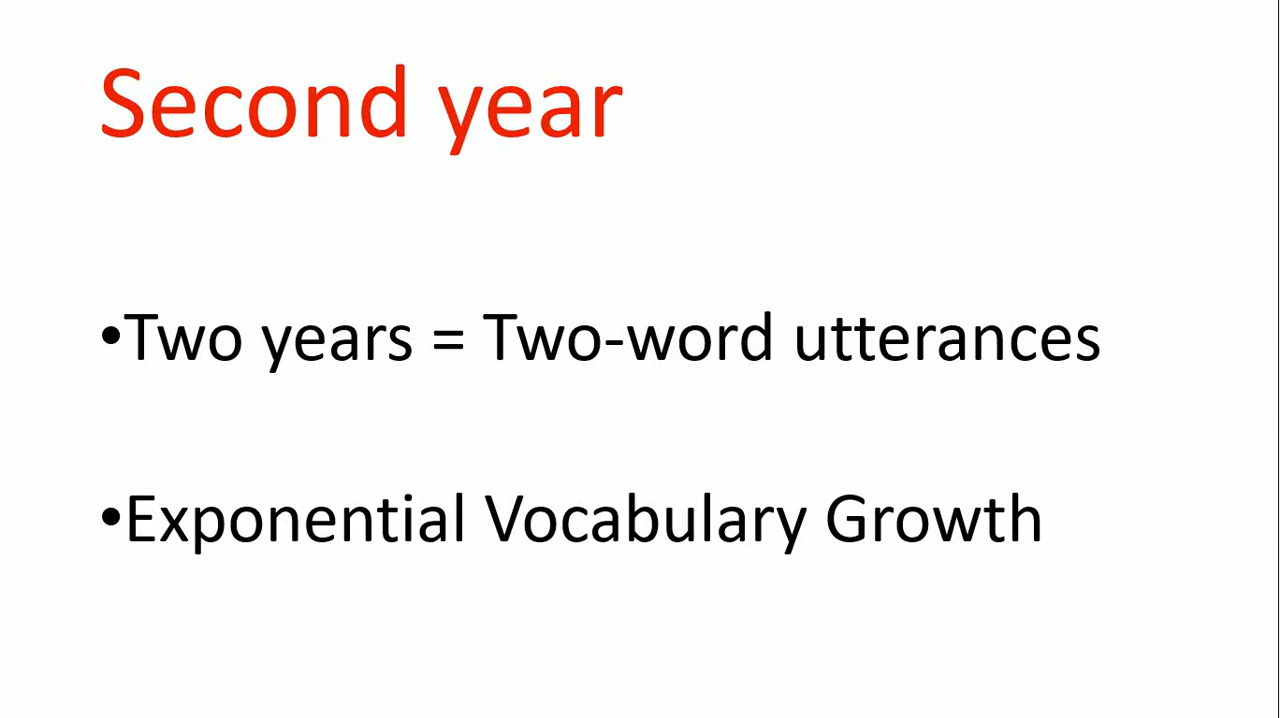 Second year
•Two years = Two-word utterances
•Exponential Vocabulary Growth